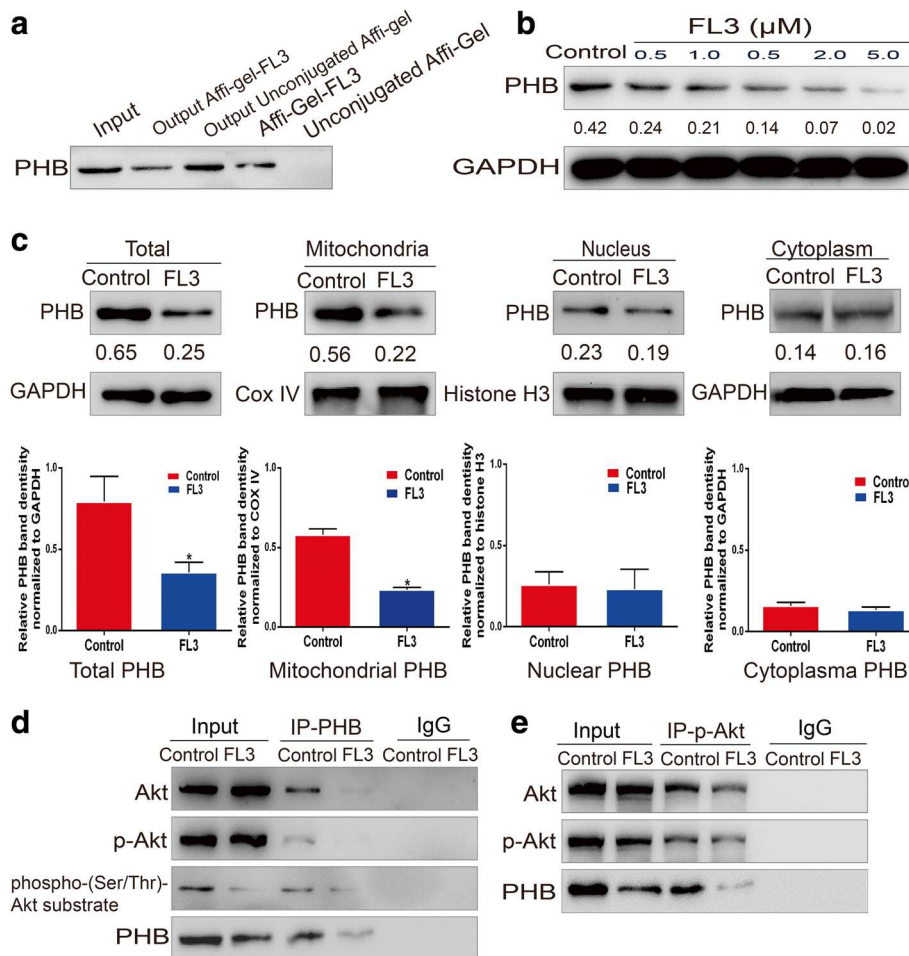 a
Input
Output Affi-gel-FL3
Output Unconjugated Affi-gel
Affi-Gel-FL3
Unconjugated Affi-Gel
PHB
b
FL3 (μM)
Control 0.5 1.0 0.5 2.0 5.0
PHB
0.42 0.24 0.21 0.14 0.07 0.02
GAPDH
c
Total
Control FL3
PHB
0.65 0.25
GAPDH
Mitochondria
Control FL3
PHB
0.56 0.22
Cox IV
Nucleus
Control FL3
PHB
0.23 0.19
Histone H3
Cytoplasm
Control FL3
PHB
0.14 0.16
GAPDH
Relative PHB band dentisity
normalized to GAPDH
1.0
0.5
0.0
Control
FL3
*
Control FL3
Total PHB
Relative PHB band dentisity
normalized to COX IV
1.0
0.5
0.0
Control
FL3
*
Control FL3
Mitochondrial PHB
Relative PHB band dentisity
normalized to histone H3
1.0
0.5
0.0
Control
FL3
Control FL3
Nuclear PHB
Relative PHB band dentisity
normalized to GAPDH
1.0
0.5
0.0
Control
FL3
Control FL3
Cytoplasma PHB
d
Input IP-PHB IgG
Control FL3 Control FL3 Control FL3
Akt
p-Akt
phospho-(Ser/Thr)-
Akt substrate
PHB
e
Input IP-p-Akt IgG
Control FL3 Control FL3 Control FL3
Akt
p-Akt
PHB